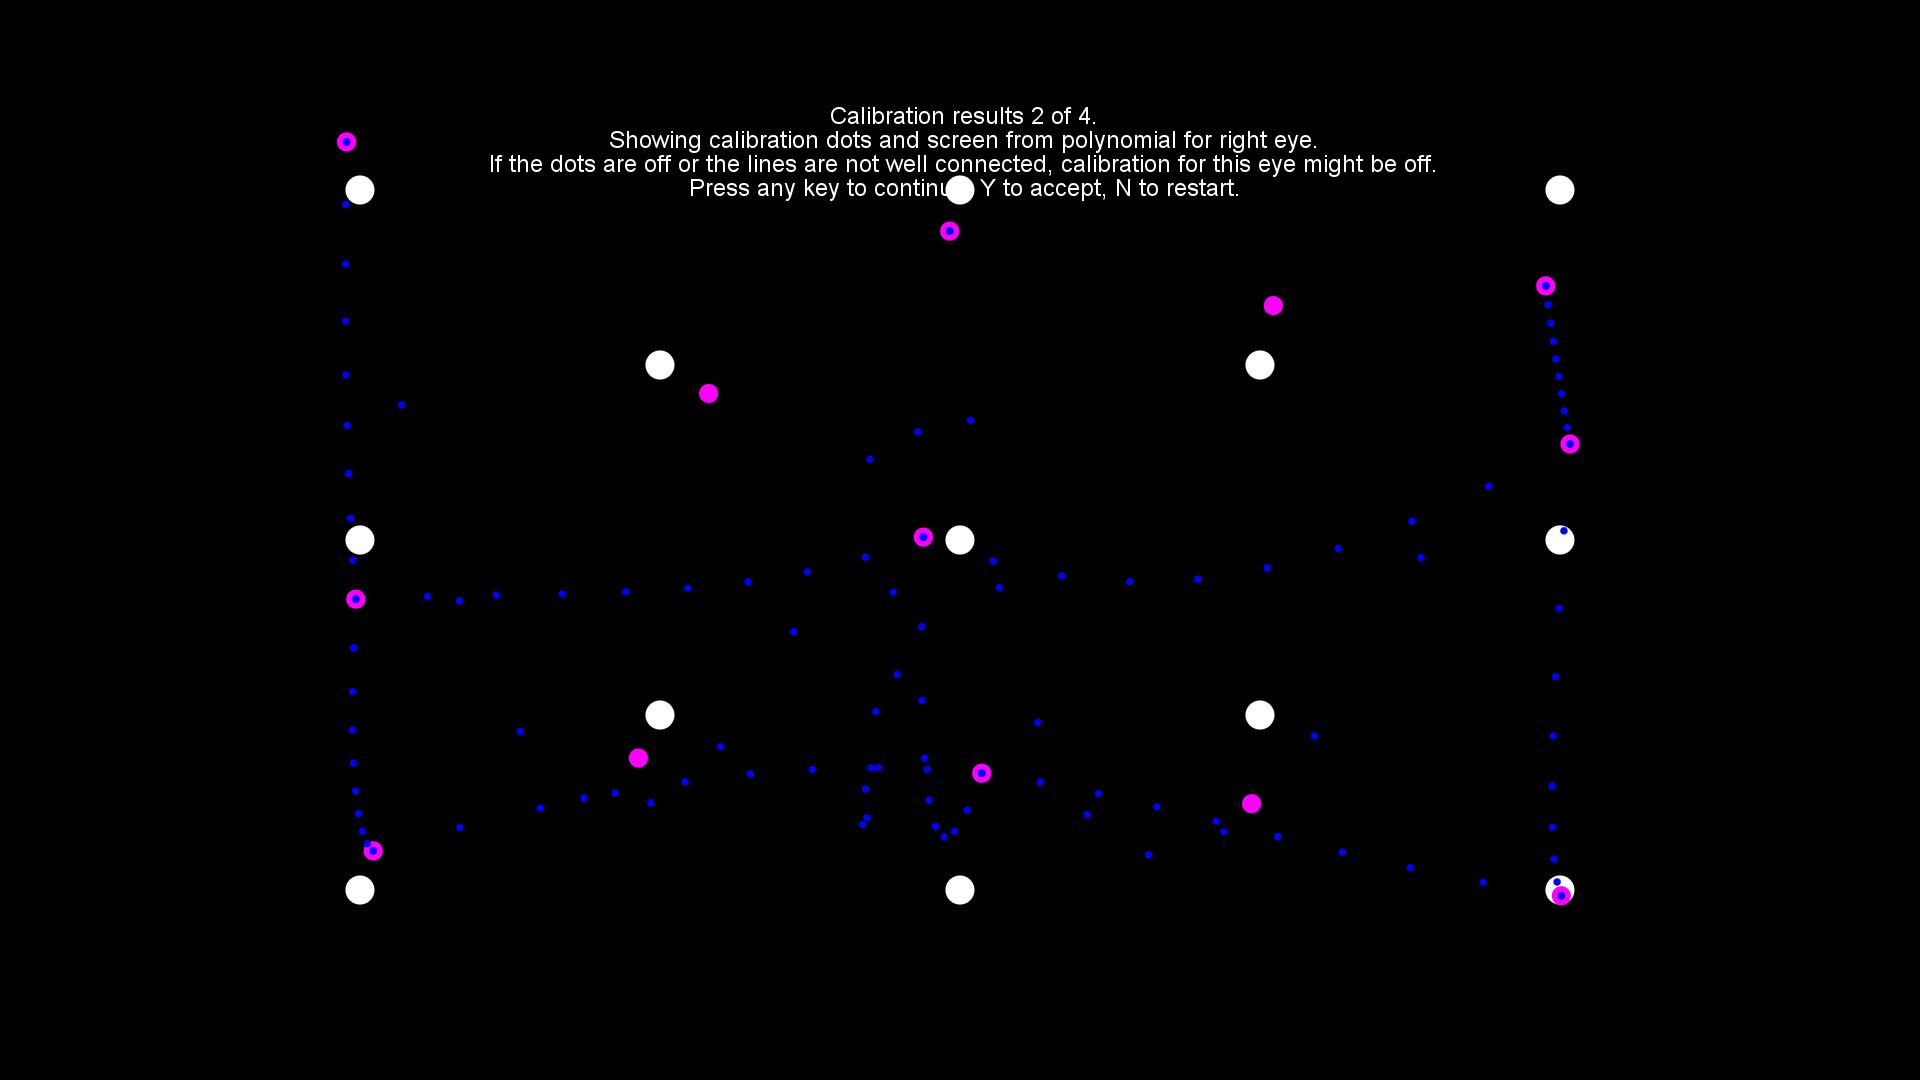 Calibration results 2 of 4.
Showing calibration dots and screen from polynomial for right eye.
If the dots are off or the lines are not well connected, calibration for this eye might be off.
Press any key to continu Y to accept, N to restart.